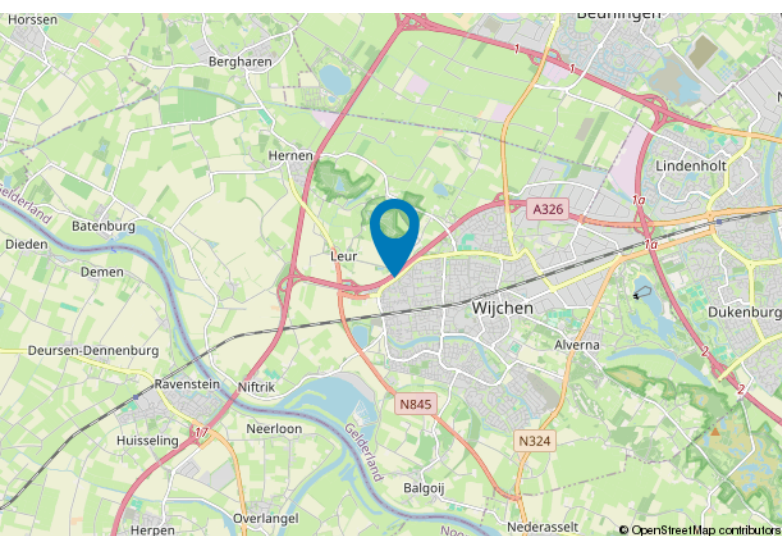 Horssen
Beuningen
Bergharen
1
1
Hernen
Lindenholt
Gelderland
1a
A326
Batenburg
1a
Dieden
Leur
Demen
Wijchen
Dukenburg
Alverna
Deursen-Dennenburg
2
Ravenstein
Niftrik
2
N845
17
Neerloon
Huisseling
Gelderland
N324
Balgoij
Overlangel
Herpen
Nederasselt
© OpenStreetMap contributors